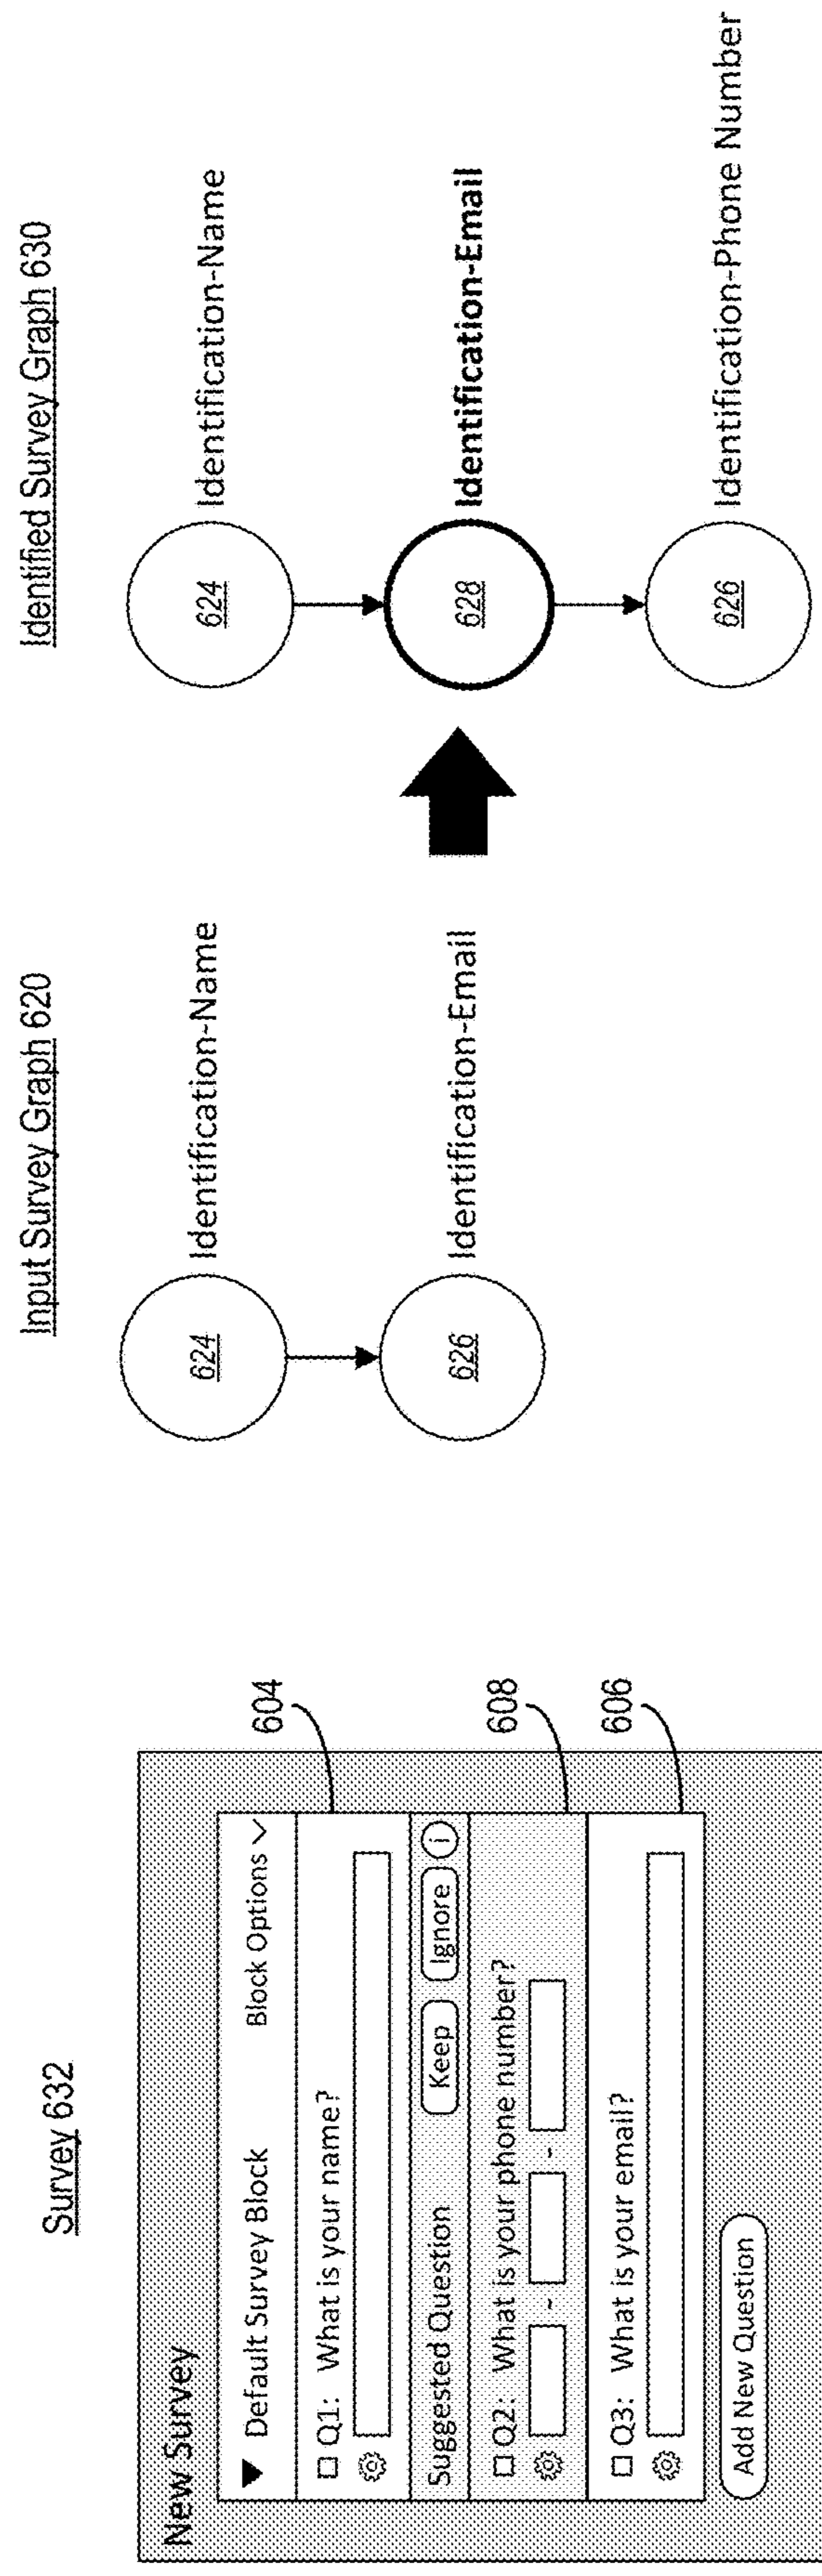 Survey 632
New Survey
Default Survey Block Block Options
Q1: What is your name?
604
Suggested Question Keep Ignore i
Q2: What is your phone number?
- -
608
Q3: What is your email?
606
Add New Question
Input Survey Graph 620
624 Identification-Name
626 Identification-Email
Identified Survey Graph 630
624 Identification-Name
628 Identification-Email
626 Identification-Phone Number